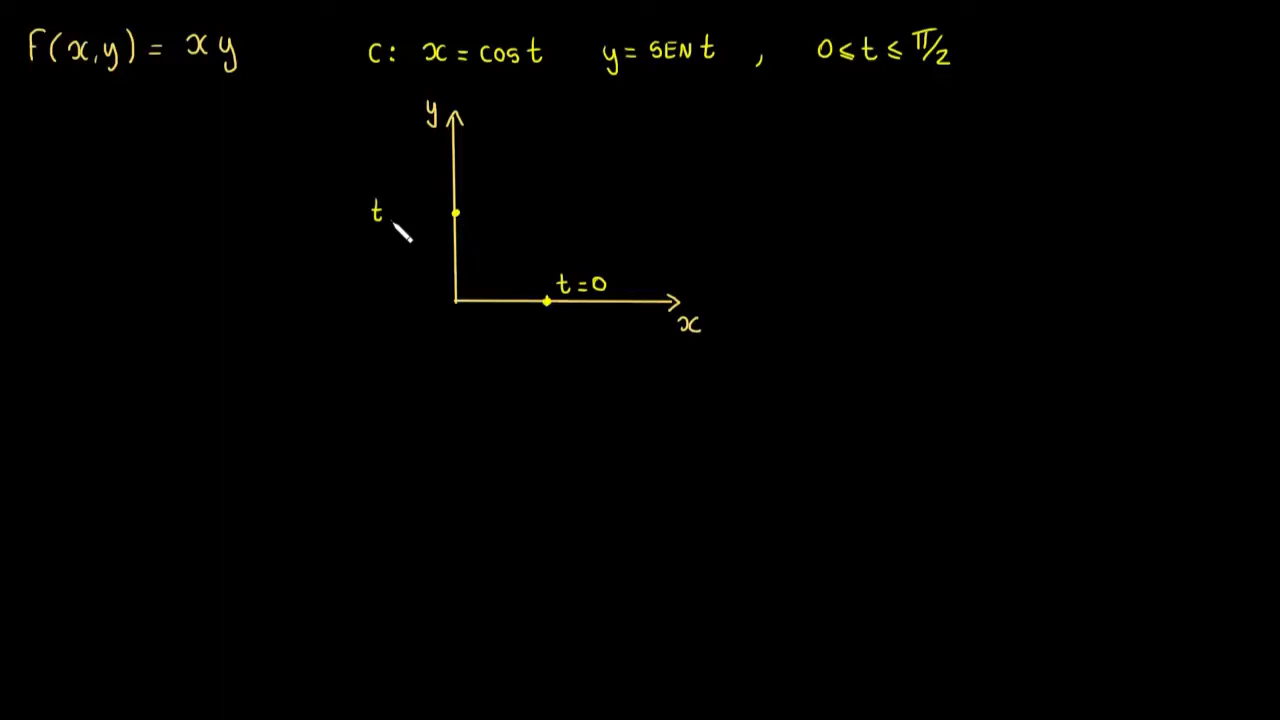 f(x,y) = xy C: x = cos t y = SEN t , 0 ≤ t ≤ π/2
y
t
t = 0
x